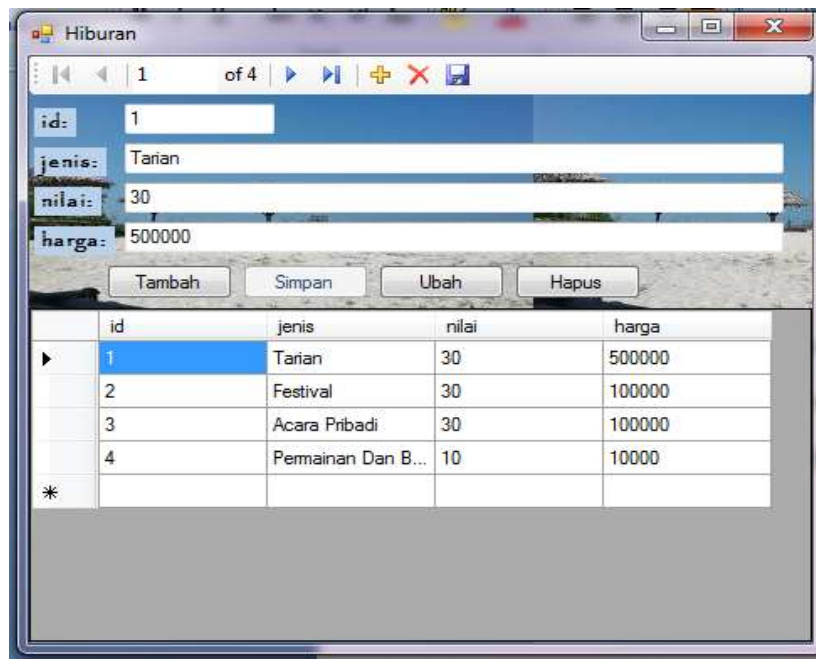 Hiburan
1 of 4
id: 1
jenis: Tarian
nilai: 30
harga: 500000
Tambah Simpan Ubah Hapus
id jenis nilai harga
1 Tarian 30 500000
2 Festival 30 100000
3 Acara Pribadi 30 100000
4 Permainan Dan B... 10 10000